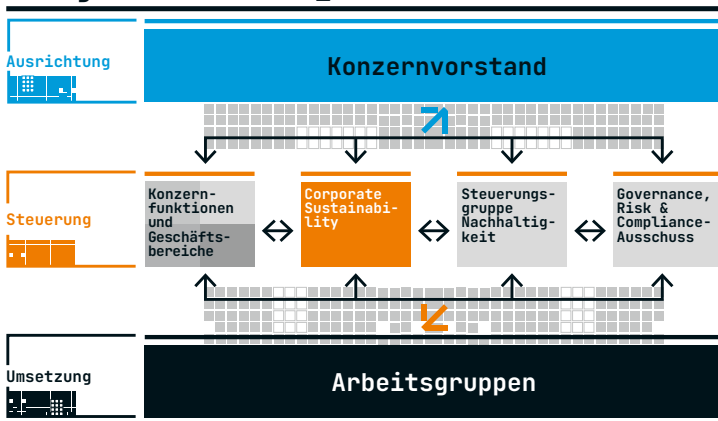 Ausrichtung
Konzernvorstand
Steuerung
Konzern-
funktionen
und
Geschäfts-
bereiche
Corporate
Sustainabi-
lity
Steuerungs-
gruppe
Nachhaltig-
keit
Governance,
Risk &
Compliance-
Ausschuss
Umsetzung
Arbeitsgruppen